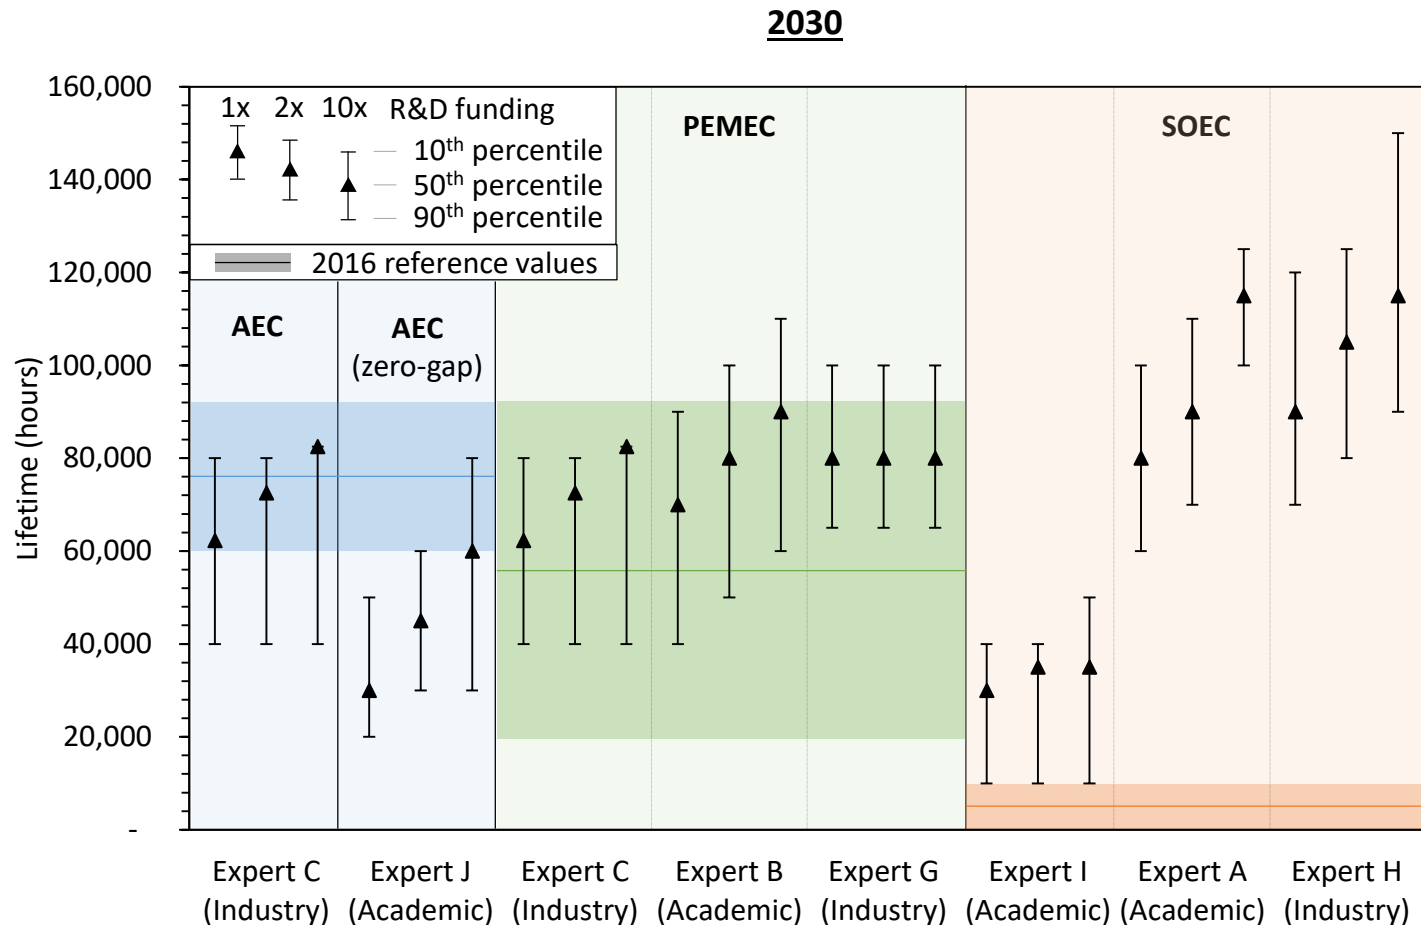 2030
160,000
140,000
120,000
100,000
80,000
60,000
40,000
20,000
-
Lifetime (hours)
1x 2x 10x R&D funding
10th percentile
50th percentile
90th percentile
2016 reference values
AEC
AEC
(zero-gap)
PEMEC
SOEC
Expert C
(Industry)
Expert J
(Academic)
Expert C
(Industry)
Expert B
(Academic)
Expert G
(Industry)
Expert I
(Academic)
Expert A
(Academic)
Expert H
(Industry)